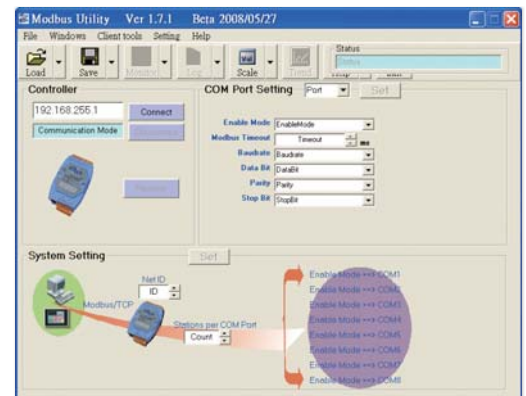 Modbus Utility Ver 1.7.1 Beta 2008/05/27
File Windows Client tools Setting Help
Load Save Monitor Log Scale Trend
Status
Status
Controller
192.168.255.1 Connect
Communication Mode
COM Port Setting Port Set
Enable Mode EnableMode
Modbus Timeout Timeout ms
Baudrate Baudrate
Data Bit DataBit
Parity Parity
Stop Bit StopBit
System Setting Set
Net ID
ID
Modbus/TCP
Stations per COM Port
Count
Enable Mode ==> COM1
Enable Mode ==> COM2
Enable Mode ==> COM3
Enable Mode ==> COM4
Enable Mode ==> COM5
Enable Mode ==> COM6
Enable Mode ==> COM7
Enable Mode ==> COM8